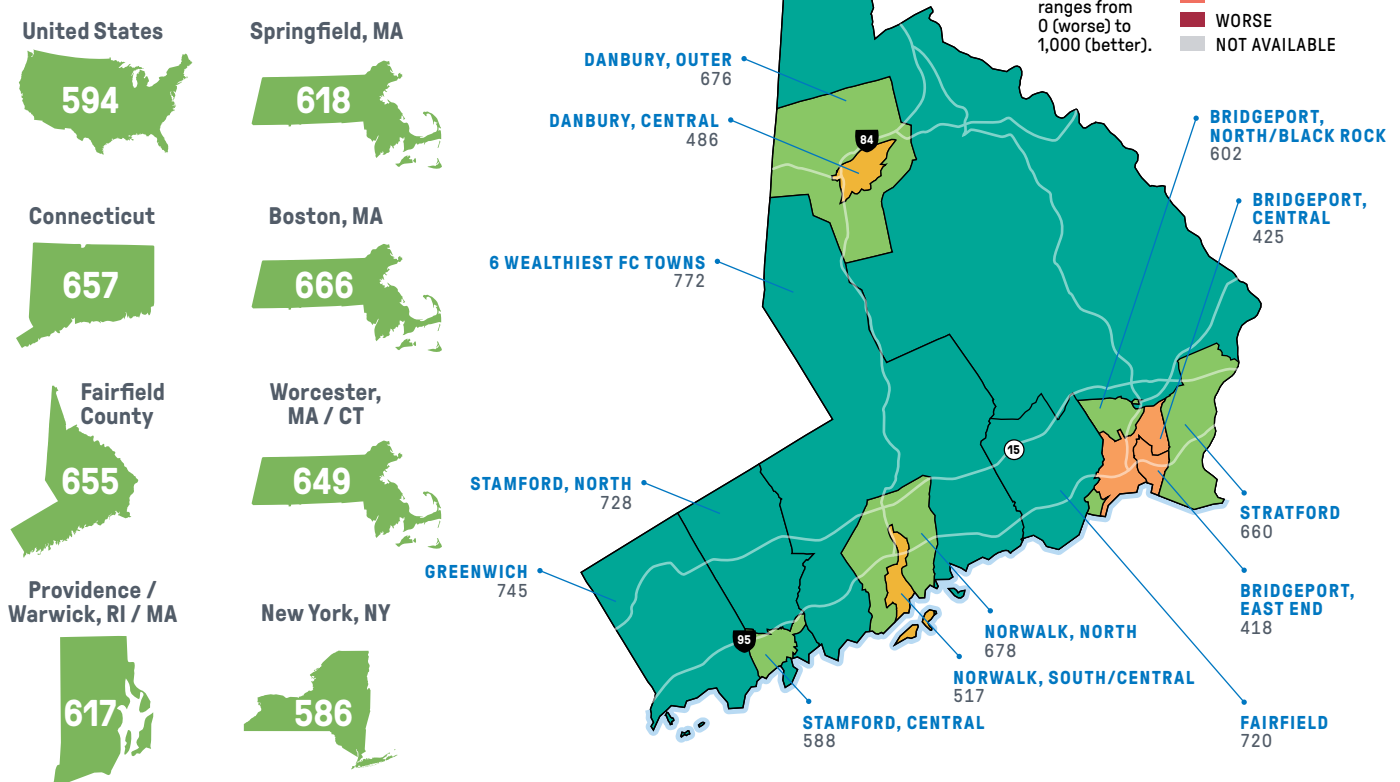 United States
594
Springfield, MA
618
Connecticut
657
Boston, MA
666
Fairfield
County
655
Worcester,
MA / CT
649
Providence /
Warwick, RI / MA
617
New York, NY
586
ranges from
0 (worse) to
1,000 (better).
WORSE
NOT AVAILABLE
DANBURY, OUTER
676
DANBURY, CENTRAL
486
84
6 WEALTHIEST FC TOWNS
772
STAMFORD, NORTH
728
GREENWICH
745
95
15
BRIDGEPORT,
NORTH/BLACK ROCK
602
BRIDGEPORT,
CENTRAL
425
STRATFORD
660
BRIDGEPORT,
EAST END
418
NORWALK, NORTH
678
NORWALK, SOUTH/CENTRAL
517
STAMFORD, CENTRAL
588
FAIRFIELD
720